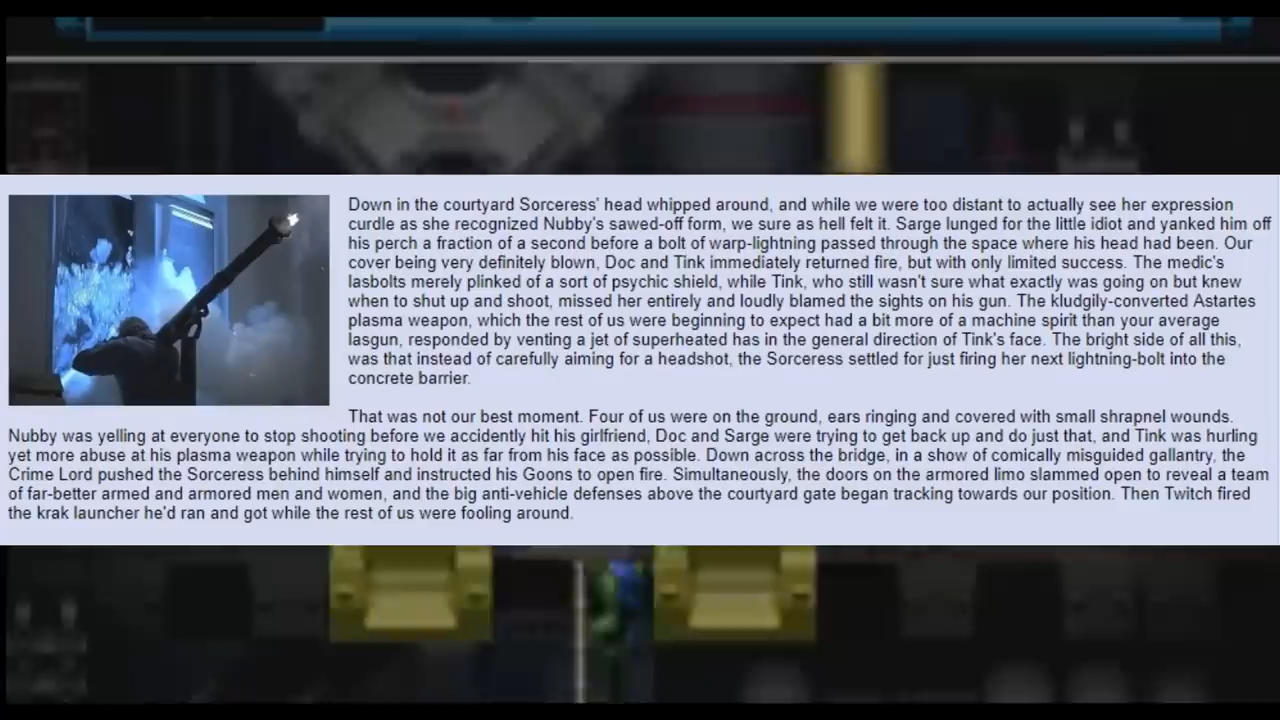 Down in the courtyard Sorceress' head whipped around, and while we were too distant to actually see her expression
curdle as she recognized Nubby's sawed-off form, we sure as hell felt it. Sarge lunged for the little idiot and yanked him off
his perch a fraction of a second before a bolt of warp-lightning passed through the space where his head had been. Our
cover being very definitely blown, Doc and Tink immediately returned fire, but with only limited success. The medic's
lasbolts merely plinked of a sort of psychic shield, while Tink, who still wasn't sure what exactly was going on but knew
when to shut up and shoot, missed her entirely and loudly blamed the sights on his gun. The kludgily-converted Astartes
plasma weapon, which the rest of us were beginning to expect had a bit more of a machine spirit than your average
lasgun, responded by venting a jet of superheated has in the general direction of Tink's face. The bright side of all this,
was that instead of carefully aiming for a headshot, the Sorceress settled for just firing her next lightning-bolt into the
concrete barrier.
That was not our best moment. Four of us were on the ground, ears ringing and covered with small shrapnel wounds.
Nubby was yelling at everyone to stop shooting before we accidently hit his girlfriend, Doc and Sarge were trying to get back up and do just that, and Tink was hurling
yet more abuse at his plasma weapon while trying to hold it as far from his face as possible. Down across the bridge, in a show of comically misguided gallantry, the
Crime Lord pushed the Sorceress behind himself and instructed his Goons to open fire. Simultaneously, the doors on the armored limo slammed open to reveal a team
of far-better armed and armored men and women, and the big anti-vehicle defenses above the courtyard gate began tracking towards our position. Then Twitch fired
the krak launcher he'd ran and got while the rest of us were fooling around.